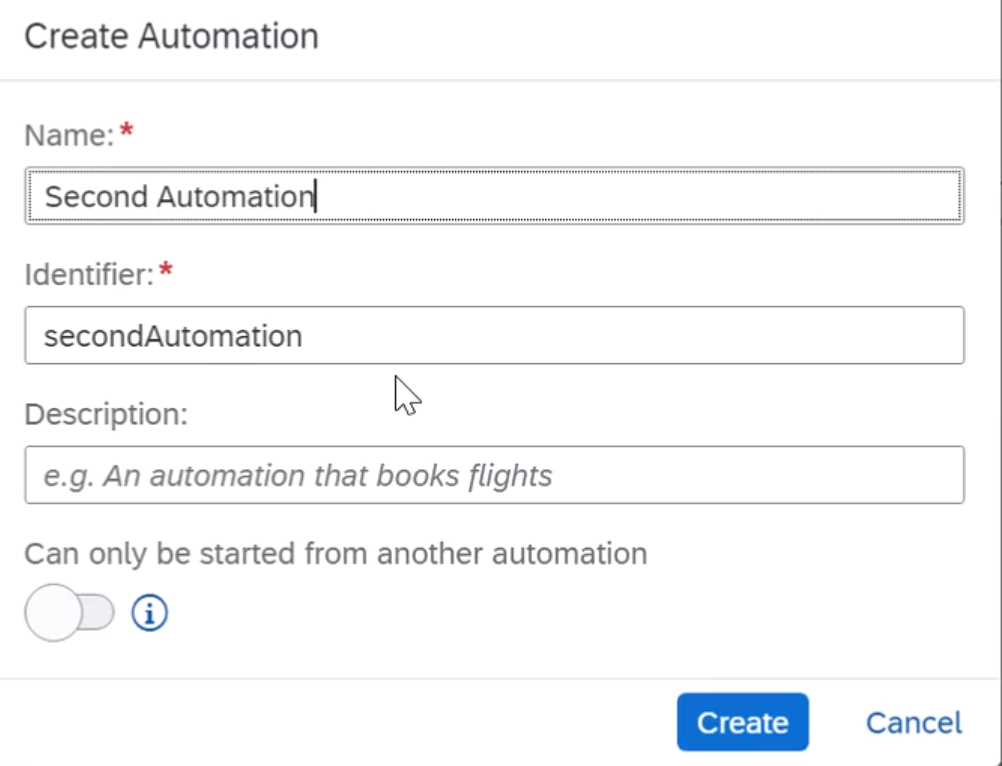 Create Automation
Name: *
Second Automation
Identifier: *
secondAutomation
Description:
e.g. An automation that books flights
Can only be started from another automation
Create Cancel